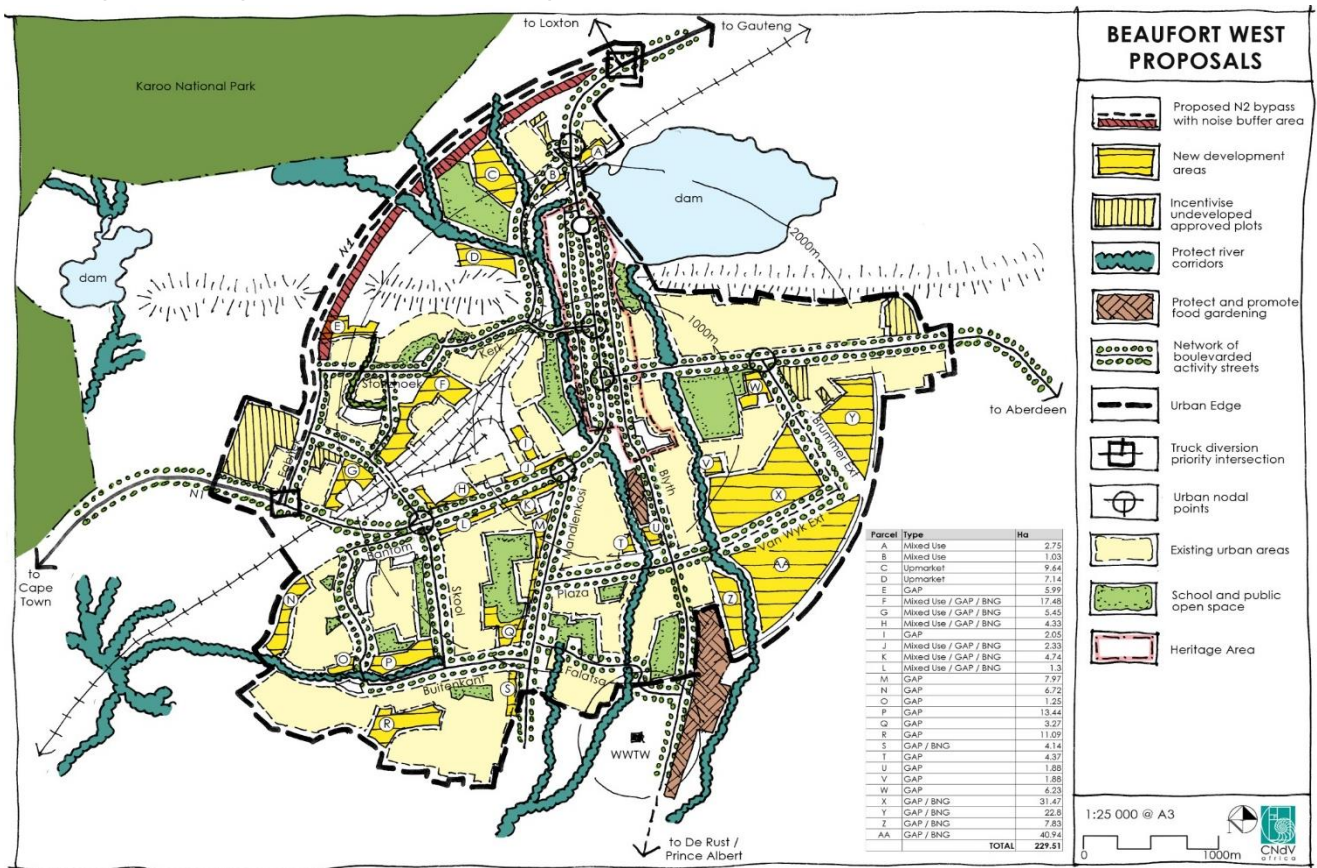 to Loxton
to Gauteng
Karoo National Park
dam
dam
N1
2000m
1000m
A
B
C
D
E
F
G
H
I
J
K
L
M
N
O
P
Q
R
S
T
U
V
W
X
Y
Z
AA
Kerk
to Aberdeen
Brummer Ext
Van Wyk Ext
Blyth
N1
Bantom
Skool
Plaza
Buitenkant
Falatsa
WWTW
to
Cape
Town
to De Rust /
Prince Albert
Parcel Type Ha
A Mixed Use 2.75
B Mixed Use 1.03
C Upmarket 9.64
D Upmarket 7.14
E GAP 5.99
F Mixed Use / GAP / BNG 17.48
G Mixed Use / GAP / BNG 5.45
H Mixed Use / GAP / BNG 4.33
I GAP 2.05
J Mixed Use / GAP / BNG 2.33
K Mixed Use / GAP / BNG 4.74
L Mixed Use / GAP / BNG 1.3
M GAP 7.97
N GAP 6.72
O GAP 1.25
P GAP 13.44
Q GAP 3.27
R GAP 11.09
S GAP / BNG 4.14
T GAP 4.37
U GAP 1.88
V GAP 1.88
W GAP 6.23
X GAP / BNG 31.47
Y GAP / BNG 22.8
Z GAP / BNG 7.83
AA GAP / BNG 40.94
TOTAL 229.51
BEAUFORT WEST
PROPOSALS
Proposed N2 bypass
with noise buffer area
New development
areas
Incentivise
undeveloped
approved plots
Protect river
corridors
Protect and promote
food gardening
Network of
boulevarded
activity streets
Urban Edge
Truck diversion
priority intersection
Urban nodal
points
Existing urban areas
School and public
open space
Heritage Area
1:25 000 @ A3
0 1000m
N
CNdV
africa